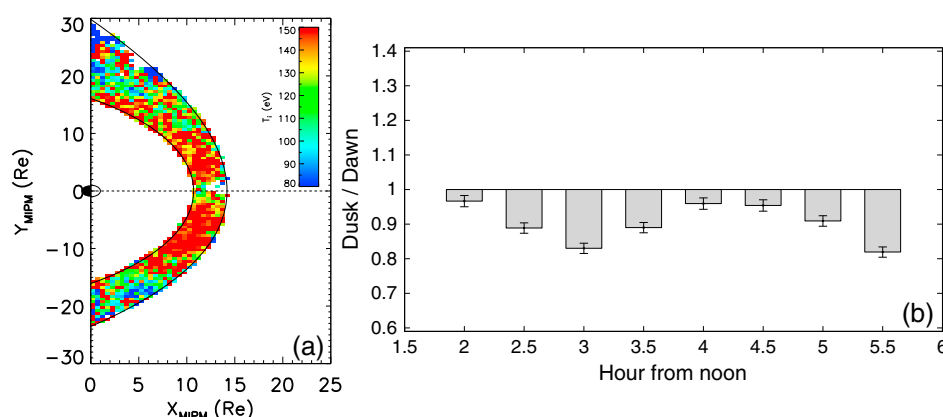 30
20
10
0
−10
−20
−30
Y_MIPM (Re)
0 5 10 15 20 25
X_MIPM (Re)
150
140
130
120
110
100
90
80
T_i (eV)
(a)
1.4
1.3
1.2
1.1
1
0.9
0.8
0.7
0.6
Dusk / Dawn
1.5 2 2.5 3 3.5 4 4.5 5 5.5 6
Hour from noon
(b)